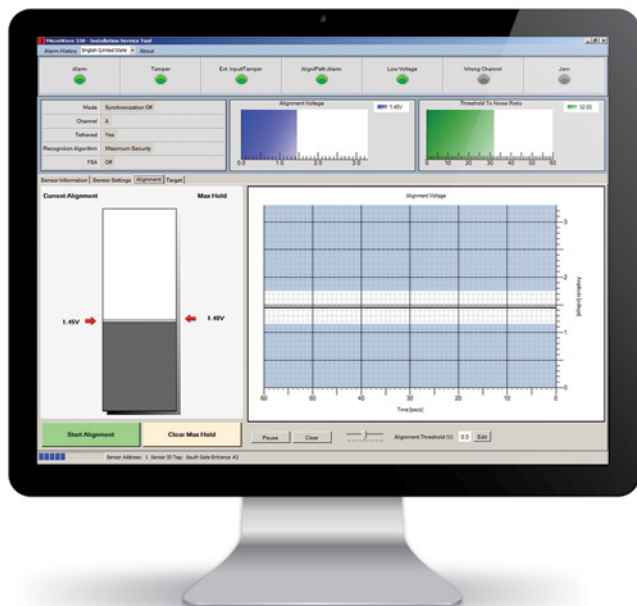 MicroWave 330 - Installation Service Tool
Alarm History English (United State About
Alarm Tamper Ext. Input/Tamper Align/Path Alarm Low Voltage Wrong Channel Jam
Mode Synchronization Off
Channel A
Tethered Yes
Recognition Algorithm Maximum Security
FSA Off
Alignment Voltage
1.45V
0.0 1.0 2.0 3.0
Threshold To Noise Ratio
32.00
0 10 20 30 40 50 60
Sensor Information Sensor Settings Alignment Target
Current Alignment Max Hold
1.45V 1.48V
Start Alignment Clear Max Hold
Alignment Voltage
3
2
1
0
Amplitude [voltage]
60 50 40 30 20 10 0
Time [secs]
Pause Clear Alignment Threshold (V) 0.3 Edit
Sensor Address: 1 Sensor ID Tag: South Gate Entrance #2